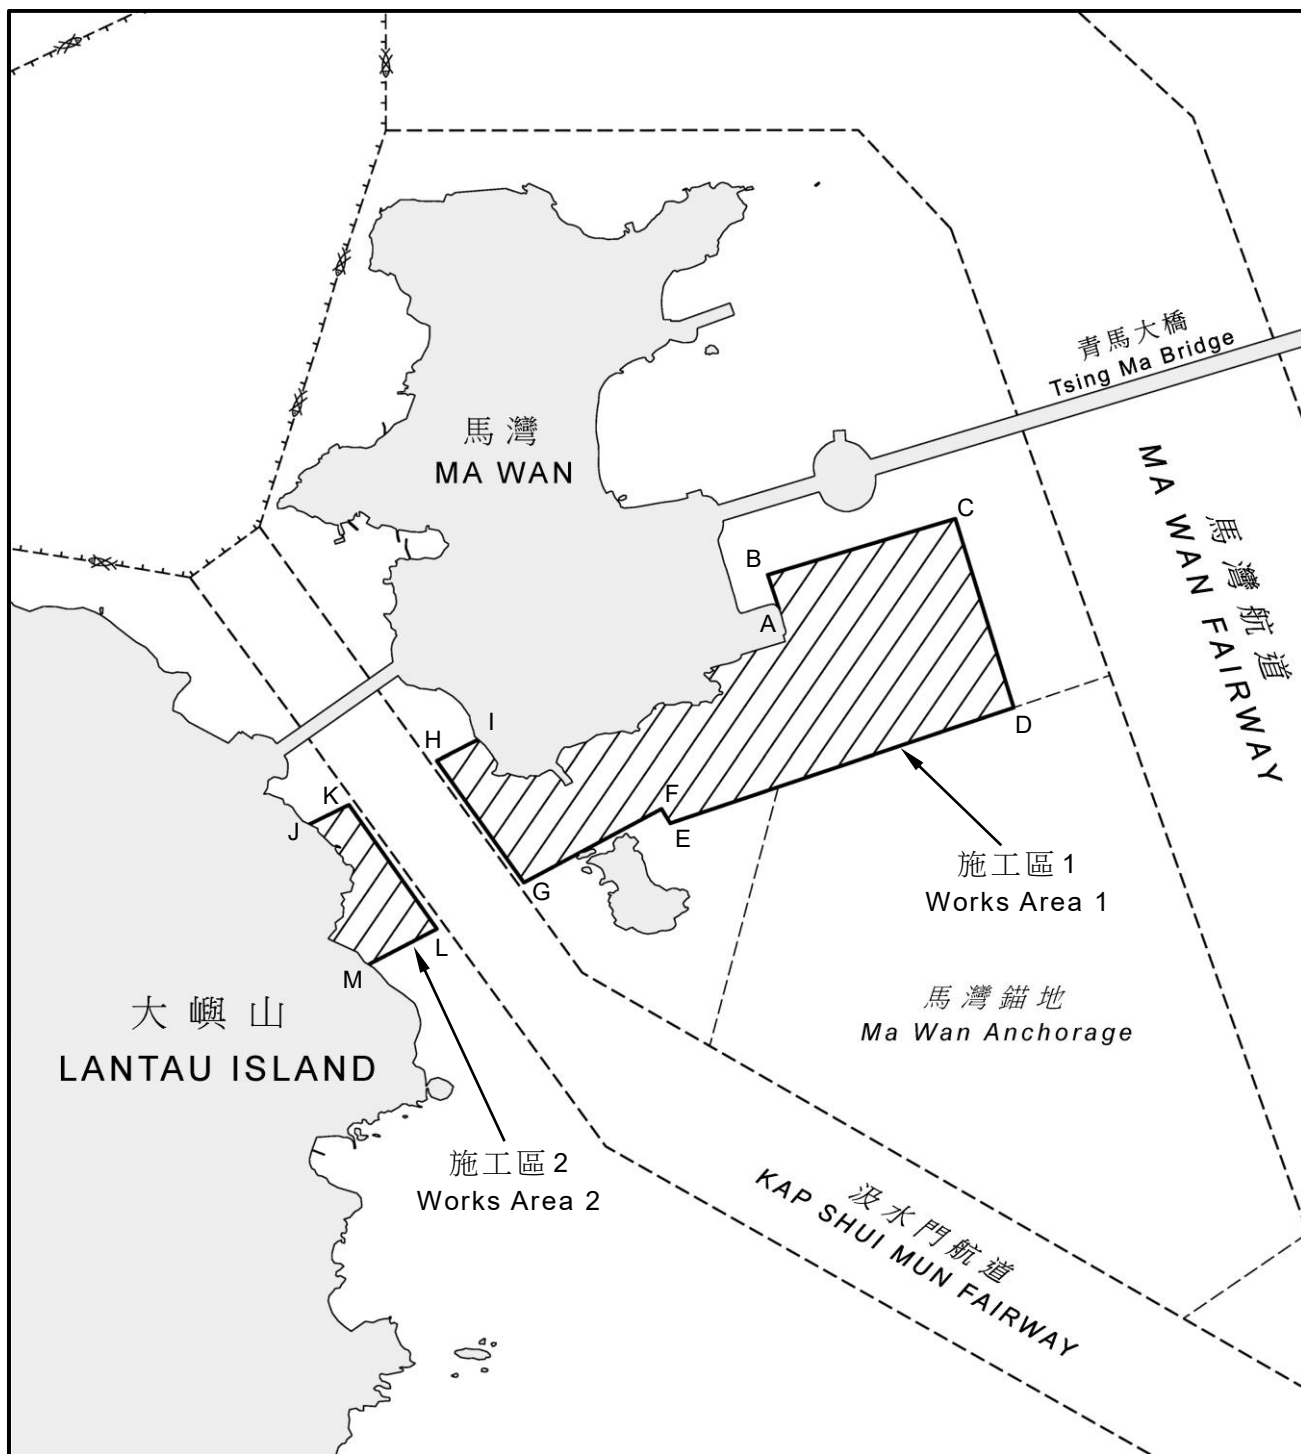 青馬大橋
Tsing Ma Bridge
馬灣
MA WAN
馬灣航道
MA WAN FAIRWAY
C
B
A
I
H
D
K
F
J
E
施工區 1
Works Area 1
G
L
M
馬灣錨地
Ma Wan Anchorage
大嶼山
LANTAU ISLAND
施工區 2
Works Area 2
汲水門航道
KAP SHUI MUN FAIRWAY